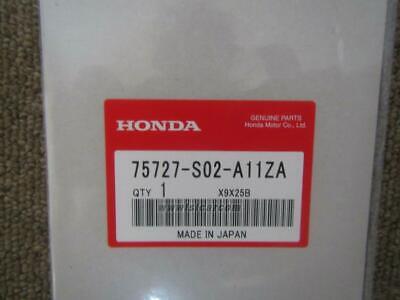 GENUINE PARTS
HONDA Honda Motor Co., Ltd.
75727-S02-A11ZA
QTY 1 X9X25B
MADE IN JAPAN